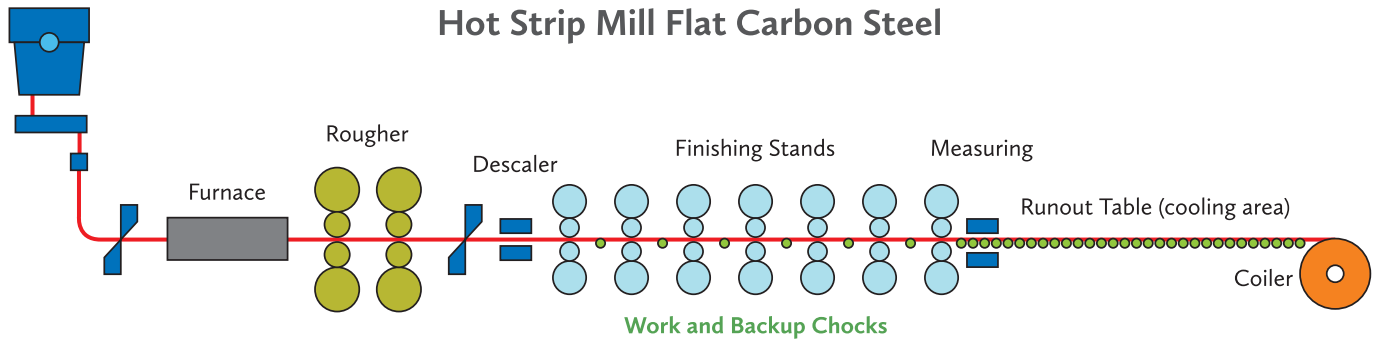 Hot Strip Mill Flat Carbon Steel
Rougher
Descaler
Finishing Stands
Measuring
Furnace
Runout Table (cooling area)
Coiler
Work and Backup Chocks